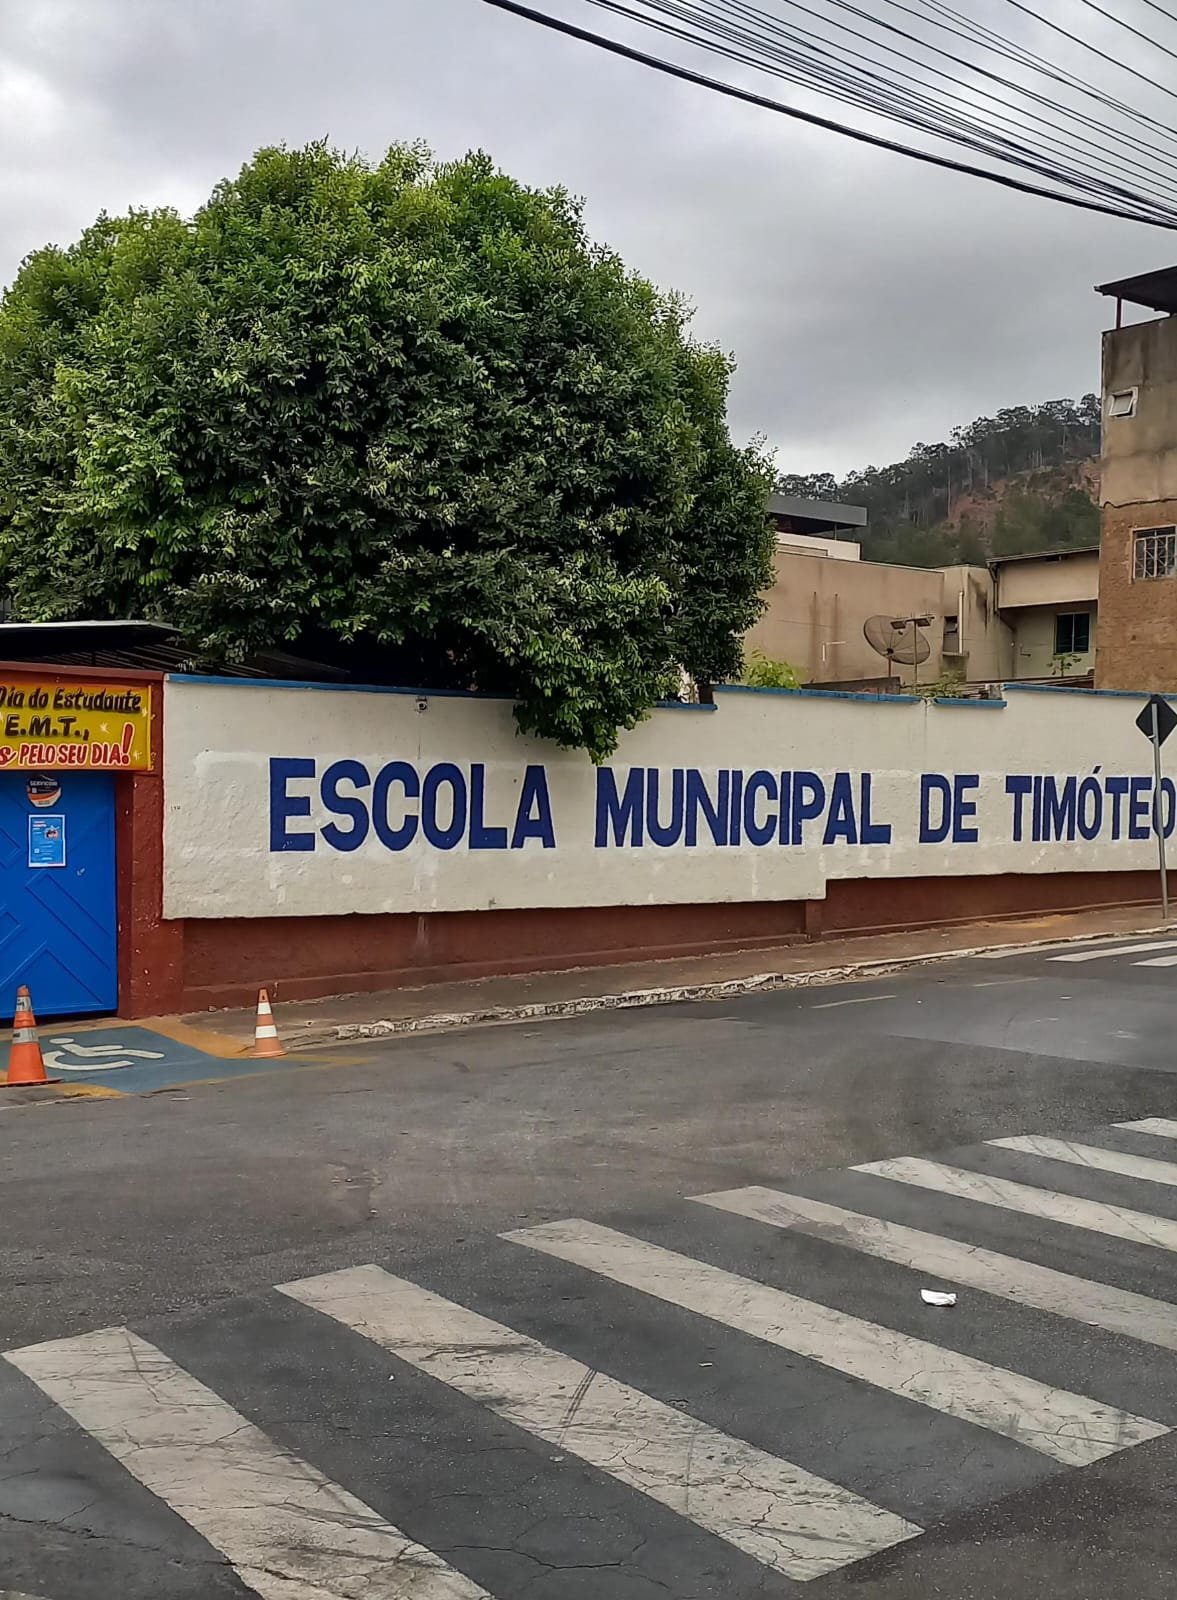 Dia do Estudante
E.M.T.,
PELO SEU DIA!
ESCOLA MUNICIPAL DE TIMÓTEO